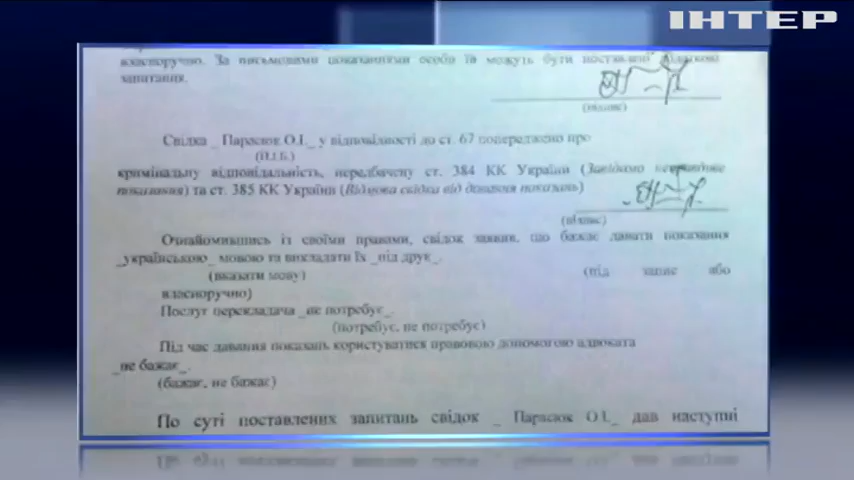 ІНТЕР
власноручно. За письмовими показаннями особи їй можуть бути поставлені додаткові
запитання.
(підпис)
Свідка _ Парасюк О.І._ у відповідності до ст. 67 попереджено про
(П.І.Б.)
кримінальну відповідальність, передбачену ст. 384 КК України (Завідомо неправдиве
показання) та ст. 385 КК України (Відмова свідка від давання показань)
(підпис)
Ознайомившись із своїми правами, свідок заявив, що бажає давати показання
_українською_ мовою та викладати їх _під друк_.
(вказати мову) (під запис або
власноручно)
Послуг перекладача _не потребує_.
(потребує, не потребує)
Під час давання показань користуватися правовою допомогою адвоката
_не бажає_.
(бажає, не бажає)
По суті поставлених запитань свідок _ Парасюк О.І._ дав наступні